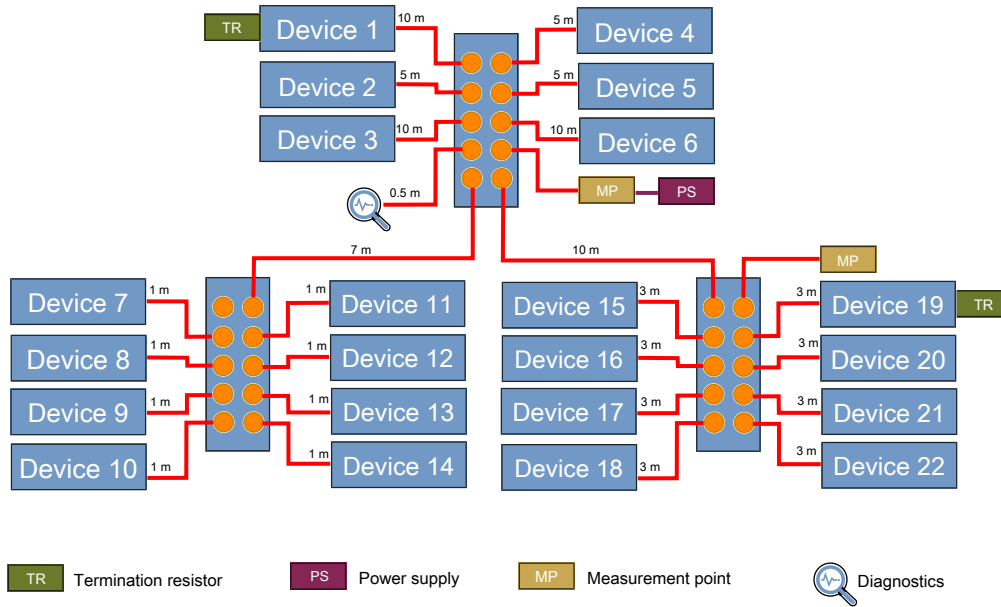 TR
Device 1
10 m
5 m
Device 4
Device 2
5 m
5 m
Device 5
Device 3
10 m
10 m
Device 6
0.5 m
MP
PS
7 m
10 m
MP
Device 7
1 m
1 m
Device 11
Device 8
1 m
1 m
Device 12
Device 9
1 m
1 m
Device 13
Device 10
1 m
1 m
Device 14
Device 15
3 m
3 m
Device 19
TR
Device 16
3 m
3 m
Device 20
Device 17
3 m
3 m
Device 21
Device 18
3 m
3 m
Device 22
TR
Termination resistor
PS
Power supply
MP
Measurement point
Diagnostics